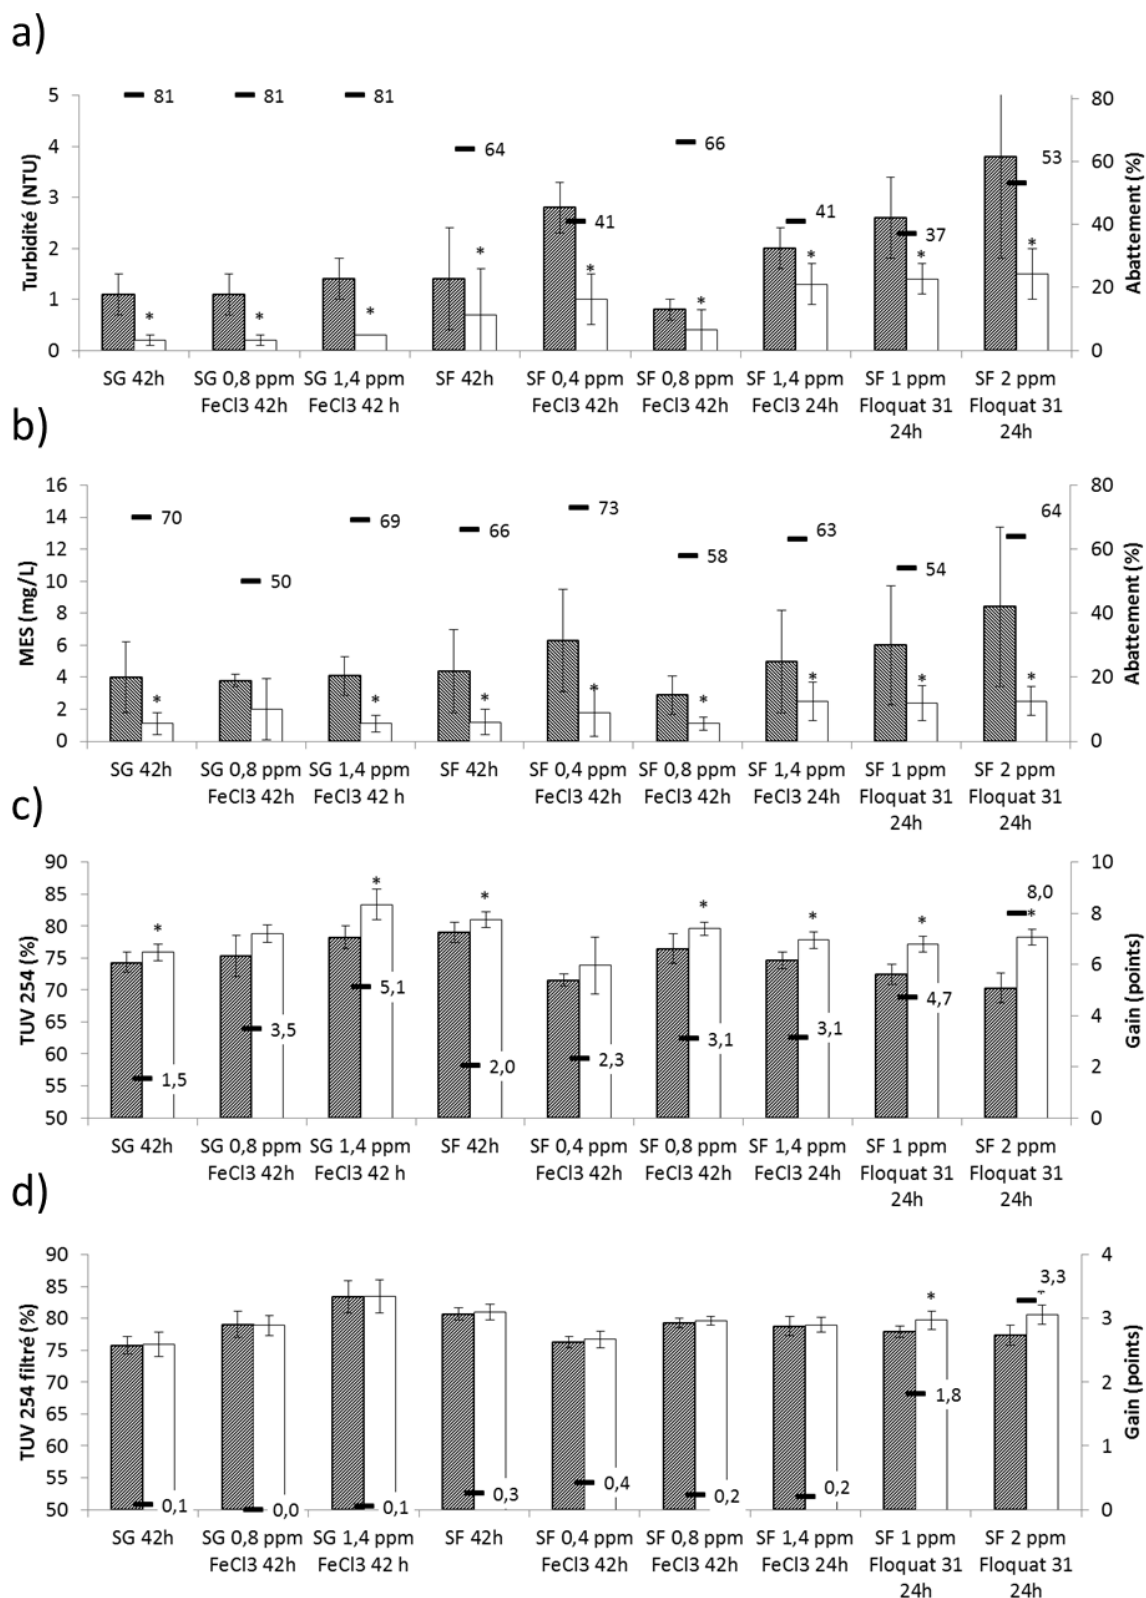 a)
Turbidité (NTU)
5
4
3
2
1
0
81
81
81
64
41
66
41
37
53
*
*
*
*
*
*
*
*
*
80
60
40
20
0
Abattement (%)
SG 42h
SG 0,8 ppm
FeCl3 42h
SG 1,4 ppm
FeCl3 42 h
SF 42h
SF 0,4 ppm
FeCl3 42h
SF 0,8 ppm
FeCl3 42h
SF 1,4 ppm
FeCl3 24h
SF 1 ppm
Floquat 31
24h
SF 2 ppm
Floquat 31
24h
b)
MES (mg/L)
16
14
12
10
8
6
4
2
0
70
50
69
66
73
58
63
54
64
*
*
*
*
*
*
*
*
80
60
40
20
0
Abattement (%)
SG 42h
SG 0,8 ppm
FeCl3 42h
SG 1,4 ppm
FeCl3 42 h
SF 42h
SF 0,4 ppm
FeCl3 42h
SF 0,8 ppm
FeCl3 42h
SF 1,4 ppm
FeCl3 24h
SF 1 ppm
Floquat 31
24h
SF 2 ppm
Floquat 31
24h
c)
TUV 254 (%)
90
85
80
75
70
65
60
55
50
1,5
3,5
5,1
2,0
2,3
3,1
3,1
4,7
8,0
*
*
*
*
*
*
*
10
8
6
4
2
0
Gain (points)
SG 42h
SG 0,8 ppm
FeCl3 42h
SG 1,4 ppm
FeCl3 42 h
SF 42h
SF 0,4 ppm
FeCl3 42h
SF 0,8 ppm
FeCl3 42h
SF 1,4 ppm
FeCl3 24h
SF 1 ppm
Floquat 31
24h
SF 2 ppm
Floquat 31
24h
d)
TUV 254 filtré (%)
90
85
80
75
70
65
60
55
50
0,1
0,0
0,1
0,3
0,4
0,2
0,2
1,8
3,3
*
4
3
2
1
0
Gain (points)
SG 42h
SG 0,8 ppm
FeCl3 42h
SG 1,4 ppm
FeCl3 42 h
SF 42h
SF 0,4 ppm
FeCl3 42h
SF 0,8 ppm
FeCl3 42h
SF 1,4 ppm
FeCl3 24h
SF 1 ppm
Floquat 31
24h
SF 2 ppm
Floquat 31
24h